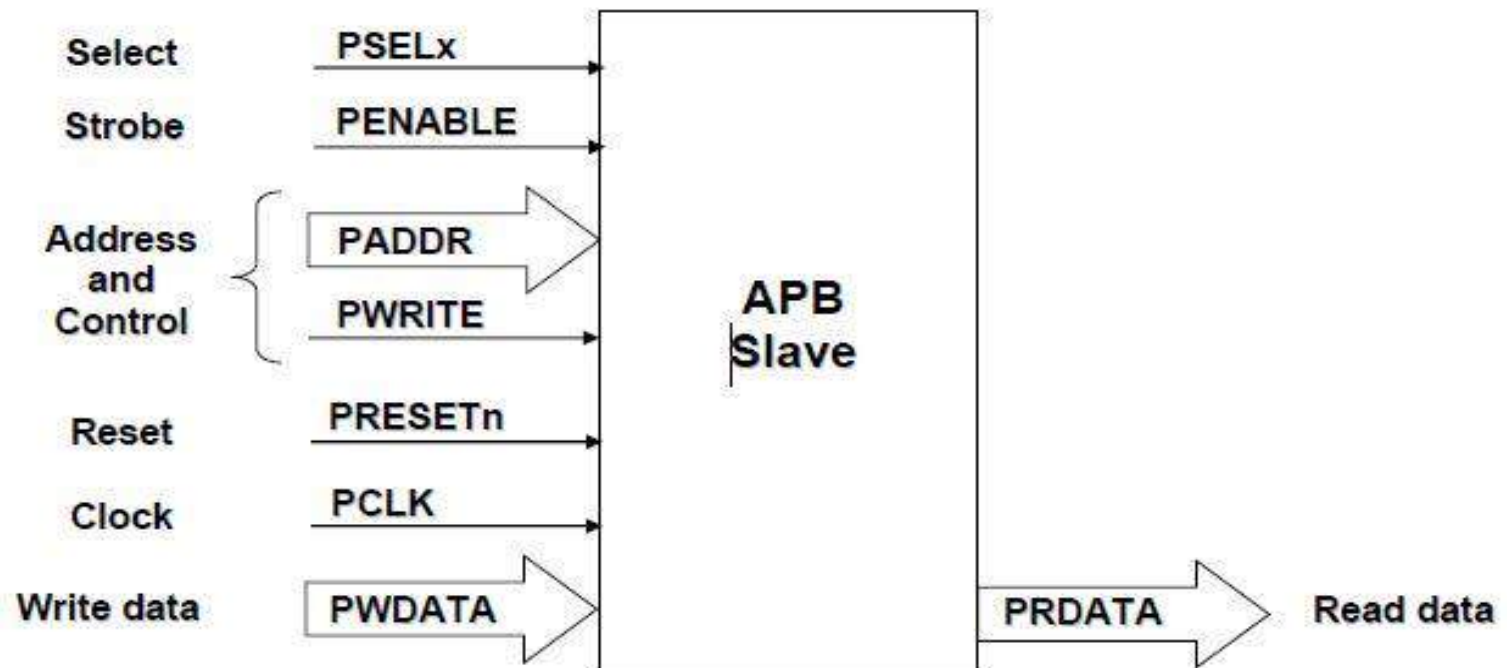 Select
PSELx
Strobe
PENABLE
Address
and
Control
PADDR
PWRITE
APB
Slave
Reset
PRESETn
Clock
PCLK
Write data
PWDATA
PRDATA
Read data